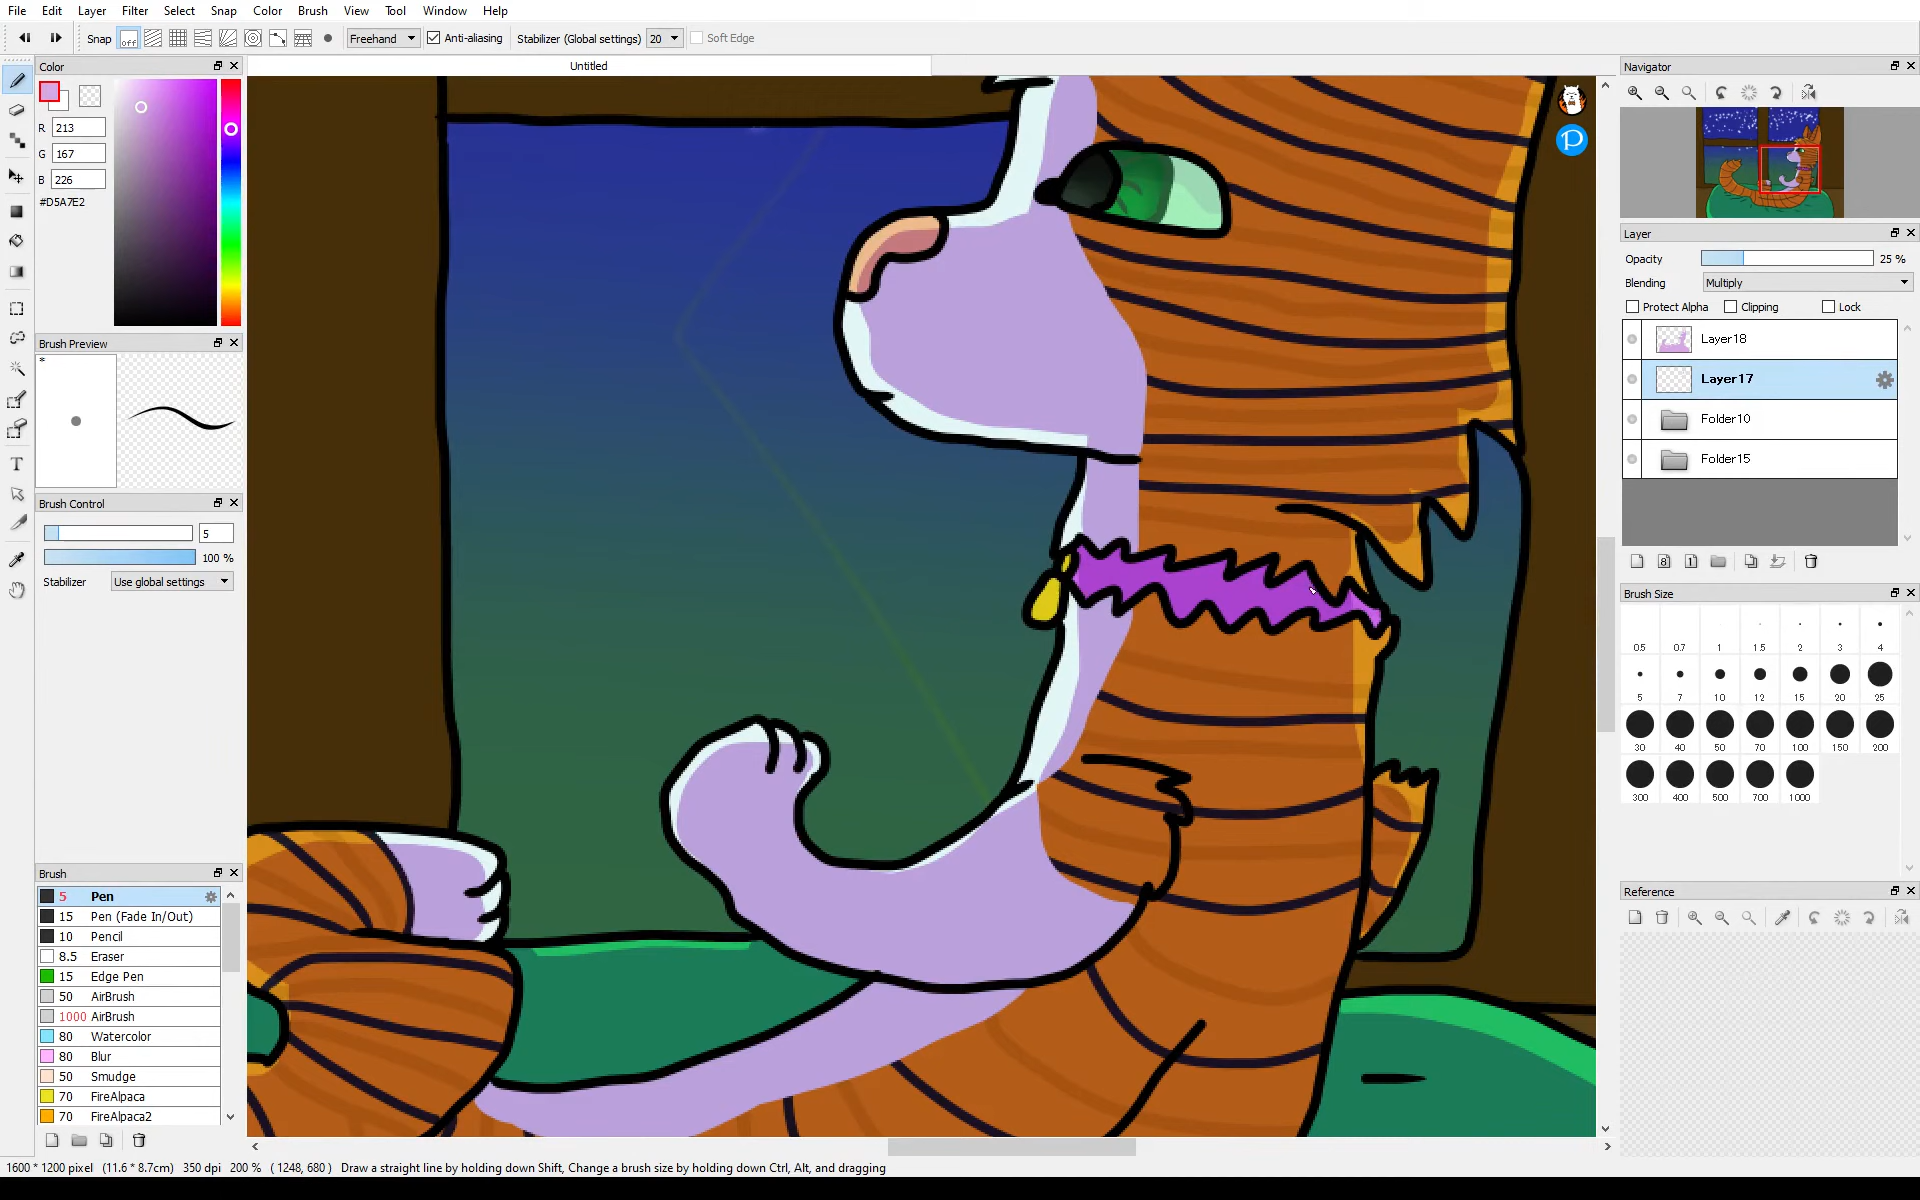 File Edit Layer Filter Select Snap Color Brush View Tool Window Help
Snap off Freehand Anti-aliasing Stabilizer (Global settings) 20 Soft Edge
Color
Untitled
Navigator
R 213
G 167
B 226
#D5A7E2
Brush Preview
*
Brush Control
5
100 %
Stabilizer Use global settings
Brush
5 Pen
15 Pen (Fade In/Out)
10 Pencil
8.5 Eraser
15 Edge Pen
50 AirBrush
1000 AirBrush
80 Watercolor
80 Blur
50 Smudge
70 FireAlpaca
70 FireAlpaca2
P
Layer
Opacity 25 %
Blending Multiply
Protect Alpha Clipping Lock
Layer18
Layer17
Folder10
Folder15
8 1
Brush Size
0.5 0.7 1 1.5 2 3 4
5 7 10 12 15 20 25
30 40 50 70 100 150 200
300 400 500 700 1000
Reference
1600 * 1200 pixel (11.6 * 8.7cm) 350 dpi 200 % ( 1248, 680 ) Draw a straight line by holding down Shift, Change a brush size by holding down Ctrl, Alt, and dragging